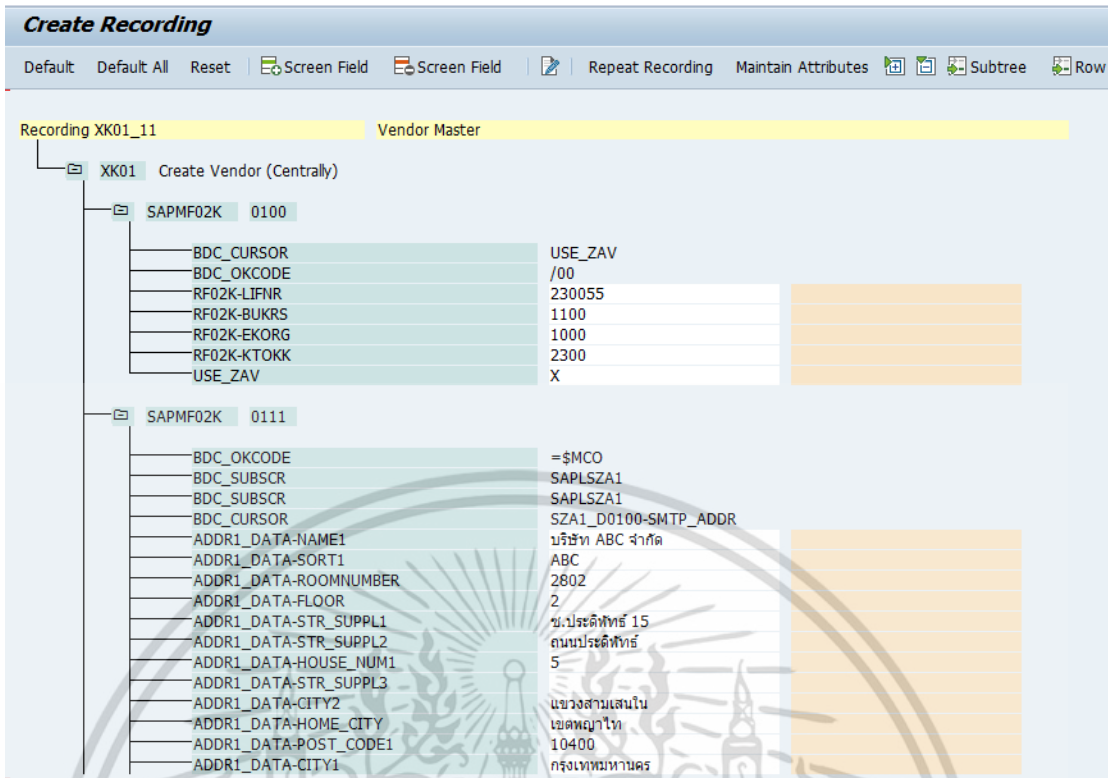 Create Recording
Default Default All Reset Screen Field Screen Field Repeat Recording Maintain Attributes Subtree Row
Recording XK01_11 Vendor Master
XK01 Create Vendor (Centrally)
SAPMF02K 0100
BDC_CURSOR USE_ZAV
BDC_OKCODE /00
RF02K-LIFNR 230055
RF02K-BUKRS 1100
RF02K-EKORG 1000
RF02K-KTOKK 2300
USE_ZAV X
SAPMF02K 0111
BDC_OKCODE =$MCO
BDC_SUBSCR SAPLSZA1
BDC_SUBSCR SAPLSZA1
BDC_CURSOR SZA1_D0100-SMTP_ADDR
ADDR1_DATA-NAME1 บริษัท ABC จำกัด
ADDR1_DATA-SORT1 ABC
ADDR1_DATA-ROOMNUMBER 2802
ADDR1_DATA-FLOOR 2
ADDR1_DATA-STR_SUPPL1 ซ.ประดิพัทธ์ 15
ADDR1_DATA-STR_SUPPL2 ถนนประดิพัทธ์
ADDR1_DATA-HOUSE_NUM1 5
ADDR1_DATA-STR_SUPPL3
ADDR1_DATA-CITY2 แขวงสามเสนใน
ADDR1_DATA-HOME_CITY เขตพญาไท
ADDR1_DATA-POST_CODE1 10400
ADDR1_DATA-CITY1 กรุงเทพมหานคร